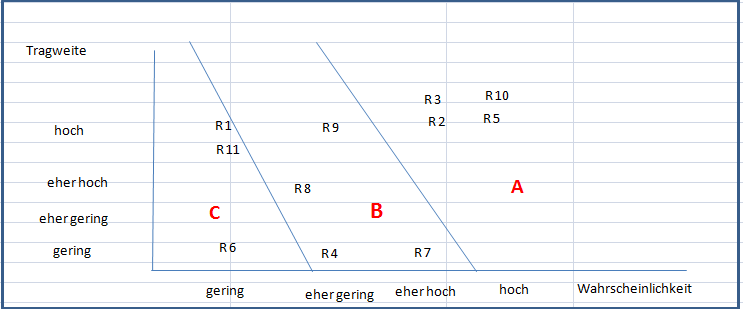 Tragweite
R3
R10
R2
R5
hoch
R1
R9
R11
eher hoch
R8
A
eher gering
C
B
gering
R6
R4
R7
gering
eher gering
eher hoch
hoch
Wahrscheinlichkeit